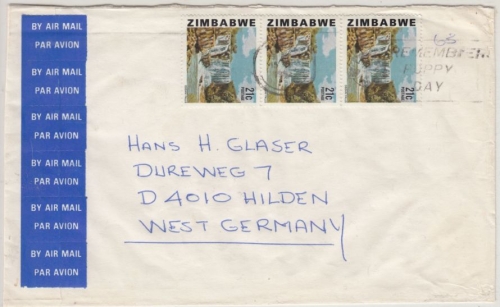 BY AIR MAIL
PAR AVION
BY AIR MAIL
PAR AVION
BY AIR MAIL
PAR AVION
BY AIR MAIL
PAR AVION
BY AIR MAIL
PAR AVION
BY AIR MAIL
PAR AVION
ZIMBABWE
21c
ZIMBABWE
21c
ZIMBABWE
21c
REMEMBER
POPPY
DAY
HANS H. GLASER
DUREWEG 7
D 4010 HILDEN
WEST GERMANY